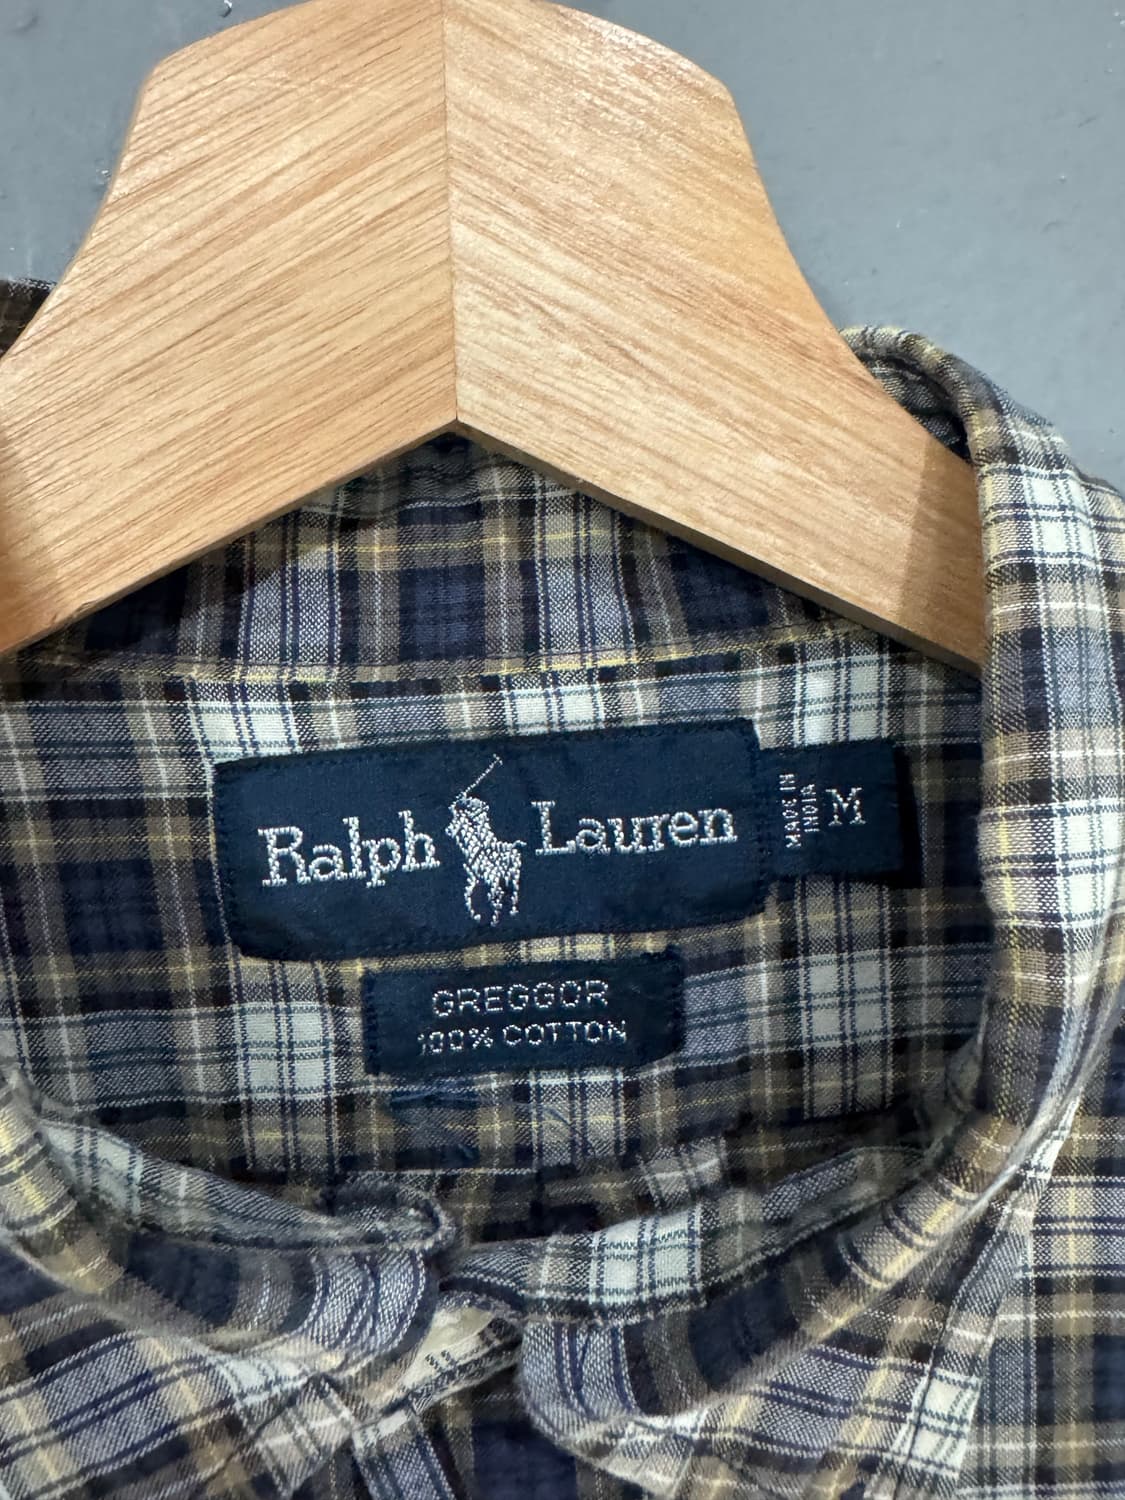 Ralph Lauren
MADE IN
INDIA
M
GREGGOR
100% COTTON